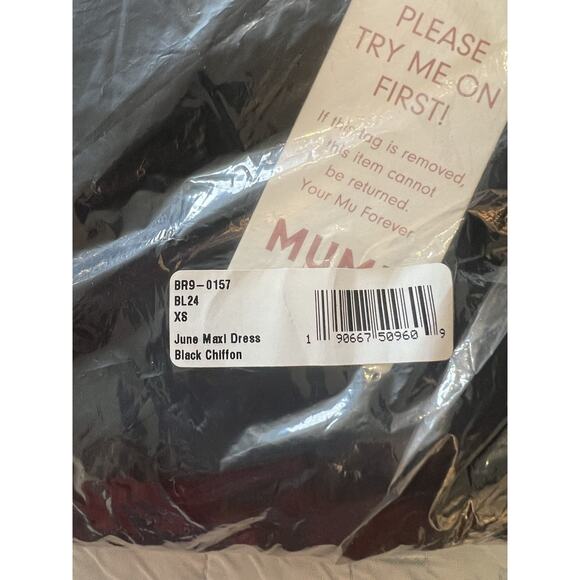 PLEASE
TRY ME ON
FIRST!
If this tag is removed,
this item cannot
be returned.
Your Mu Forever
BR9-0157
BL24
XS
June Maxi Dress
Black Chiffon
1 90667 50960 9